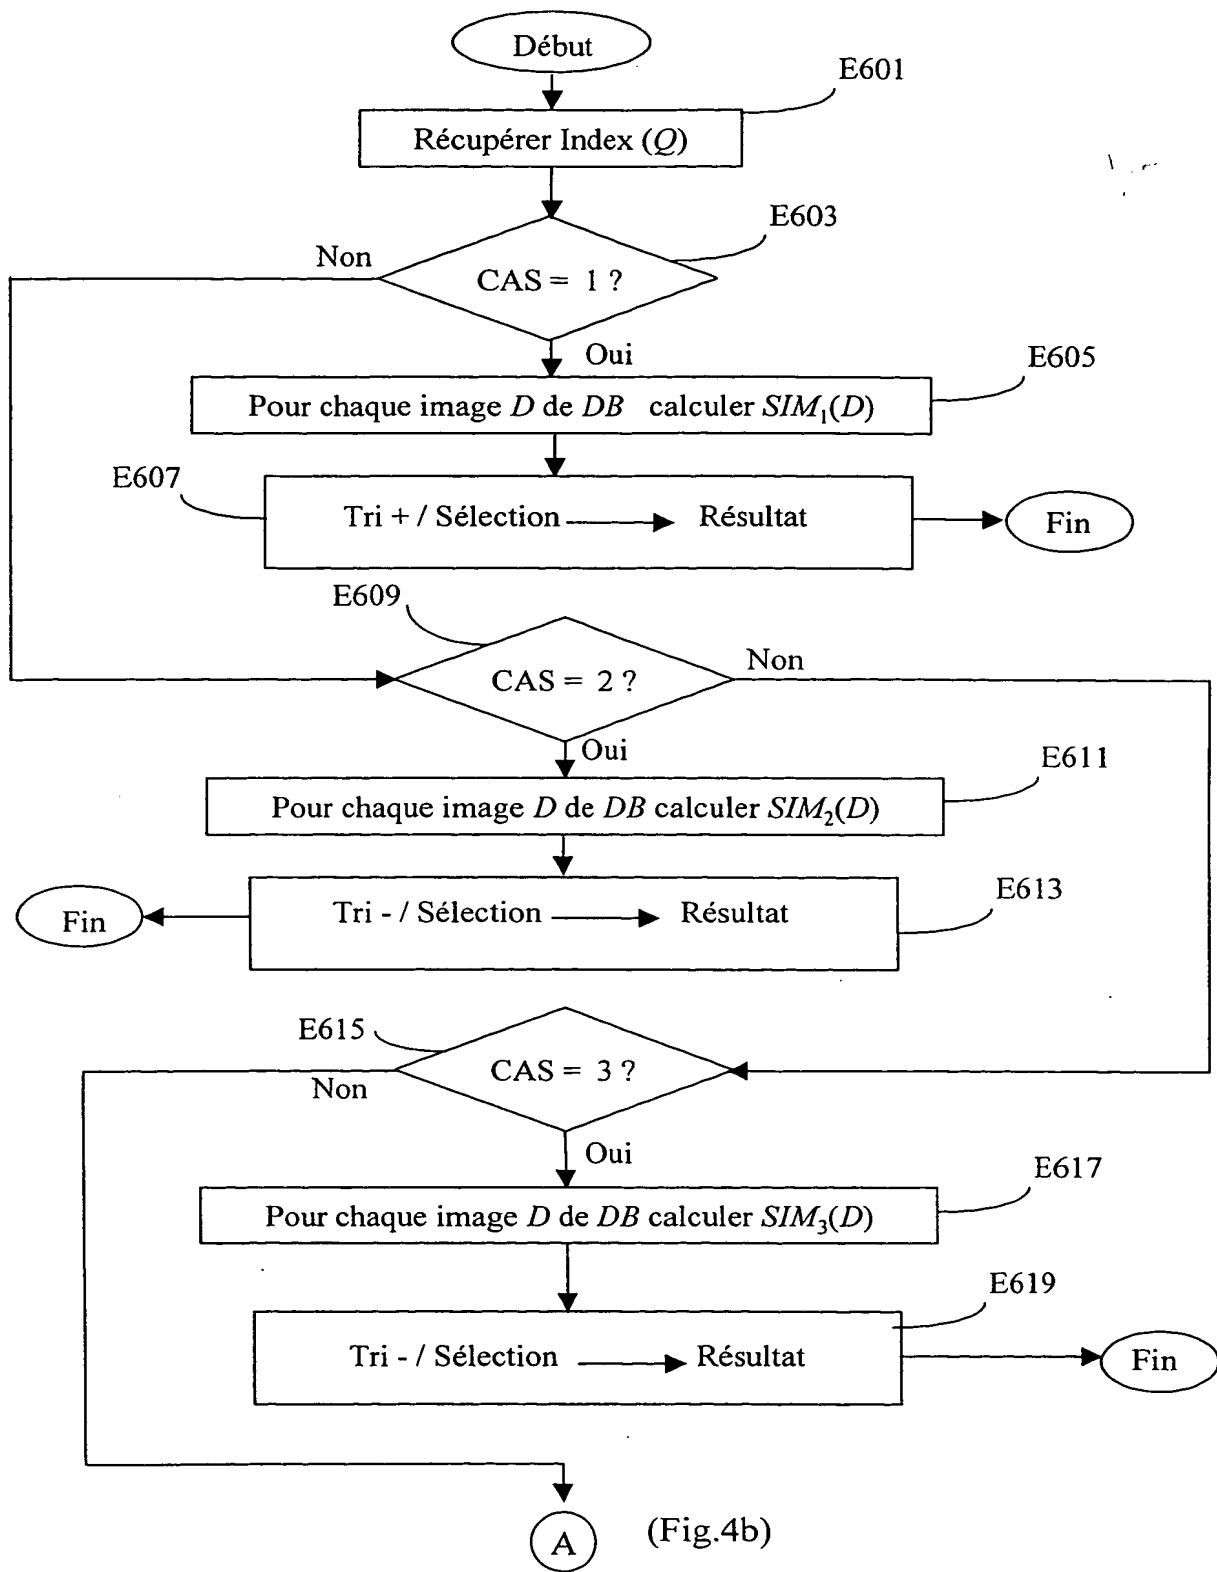 Début
E601
Récupérer Index (Q)
E603
Non
CAS = 1 ?
Oui
E605
Pour chaque image D de DB calculer SIM₁(D)
E607
Tri + / Sélection Résultat
Fin
E609
CAS = 2 ?
Non
Oui
E611
Pour chaque image D de DB calculer SIM₂(D)
E613
Tri - / Sélection Résultat
Fin
E615
CAS = 3 ?
Non
Oui
E617
Pour chaque image D de DB calculer SIM₃(D)
E619
Tri - / Sélection Résultat
Fin
A
(Fig.4b)